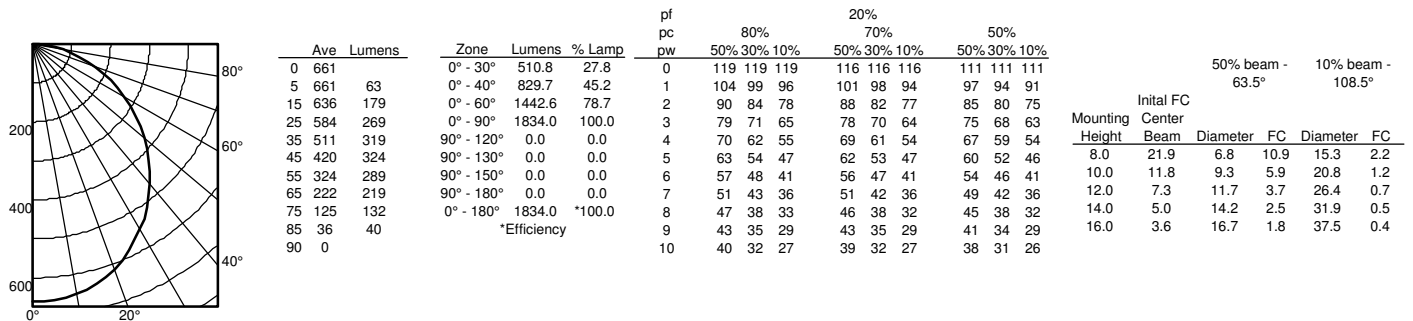 200
400
600
0°
20°
40°
60°
80°
Ave Lumens
0 661
5 661 63
15 636 179
25 584 269
35 511 319
45 420 324
55 324 289
65 222 219
75 125 132
85 36 40
90 0
Zone Lumens % Lamp
0° - 30° 510.8 27.8
0° - 40° 829.7 45.2
0° - 60° 1442.6 78.7
0° - 90° 1834.0 100.0
90° - 120° 0.0 0.0
90° - 130° 0.0 0.0
90° - 150° 0.0 0.0
90° - 180° 0.0 0.0
0° - 180° 1834.0 *100.0
*Efficiency
pf 20%
pc 80% 70% 50%
pw 50% 30% 10% 50% 30% 10% 50% 30% 10%
0 119 119 119 116 116 116 111 111 111
1 104 99 96 101 98 94 97 94 91
2 90 84 78 88 82 77 85 80 75
3 79 71 65 78 70 64 75 68 63
4 70 62 55 69 61 54 67 59 54
5 63 54 47 62 53 47 60 52 46
6 57 48 41 56 47 41 54 46 41
7 51 43 36 51 42 36 49 42 36
8 47 38 33 46 38 32 45 38 32
9 43 35 29 43 35 29 41 34 29
10 40 32 27 39 32 27 38 31 26
50% beam - 10% beam -
63.5° 108.5°
Inital FC
Mounting Center
Height Beam Diameter FC Diameter FC
8.0 21.9 6.8 10.9 15.3 2.2
10.0 11.8 9.3 5.9 20.8 1.2
12.0 7.3 11.7 3.7 26.4 0.7
14.0 5.0 14.2 2.5 31.9 0.5
16.0 3.6 16.7 1.8 37.5 0.4